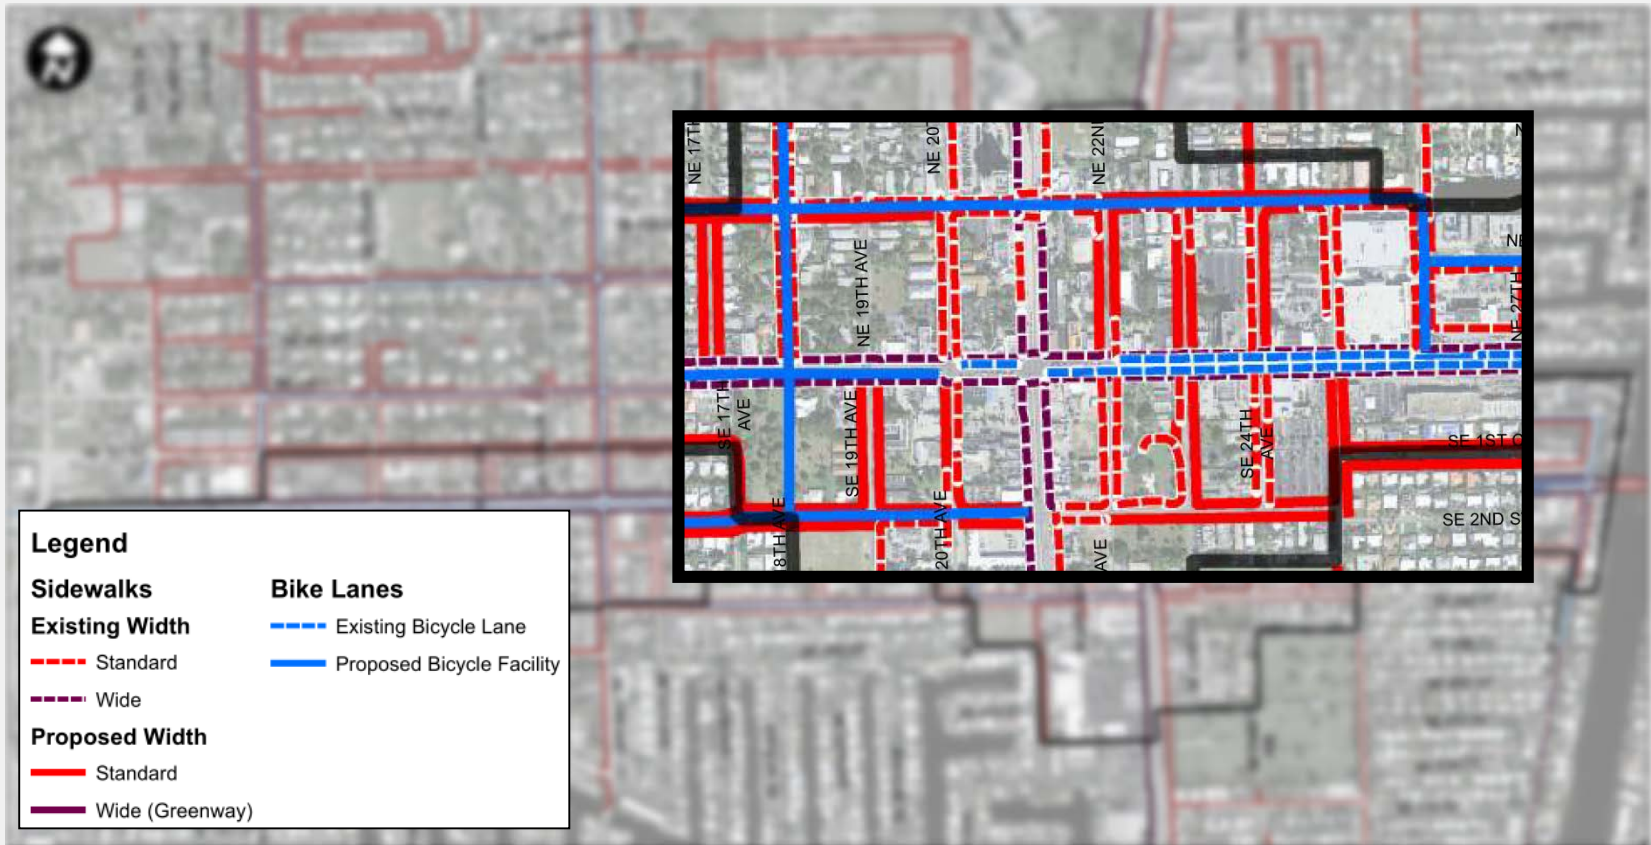 N
NE 17T
NE 20T
NE 22N
NE 19TH AVE
NE 27TH
SE 17TH
AVE
SE 19TH AVE
SE 24TH
AVE
SE 1ST C
SE 2ND S
8TH AVE
20TH AVE
AVE
Legend
Sidewalks
Bike Lanes
Existing Width
Existing Bicycle Lane
Standard
Proposed Bicycle Facility
Wide
Proposed Width
Standard
Wide (Greenway)